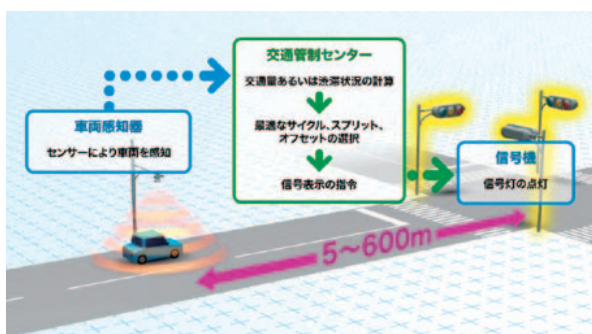 交通管制センター
交通量あるいは渋滞状況の計算
最適なサイクル、スプリット、
オフセットの選択
信号表示の指令
車両感知器
センサーにより車両を感知
信号機
信号灯の点灯
5〜600m